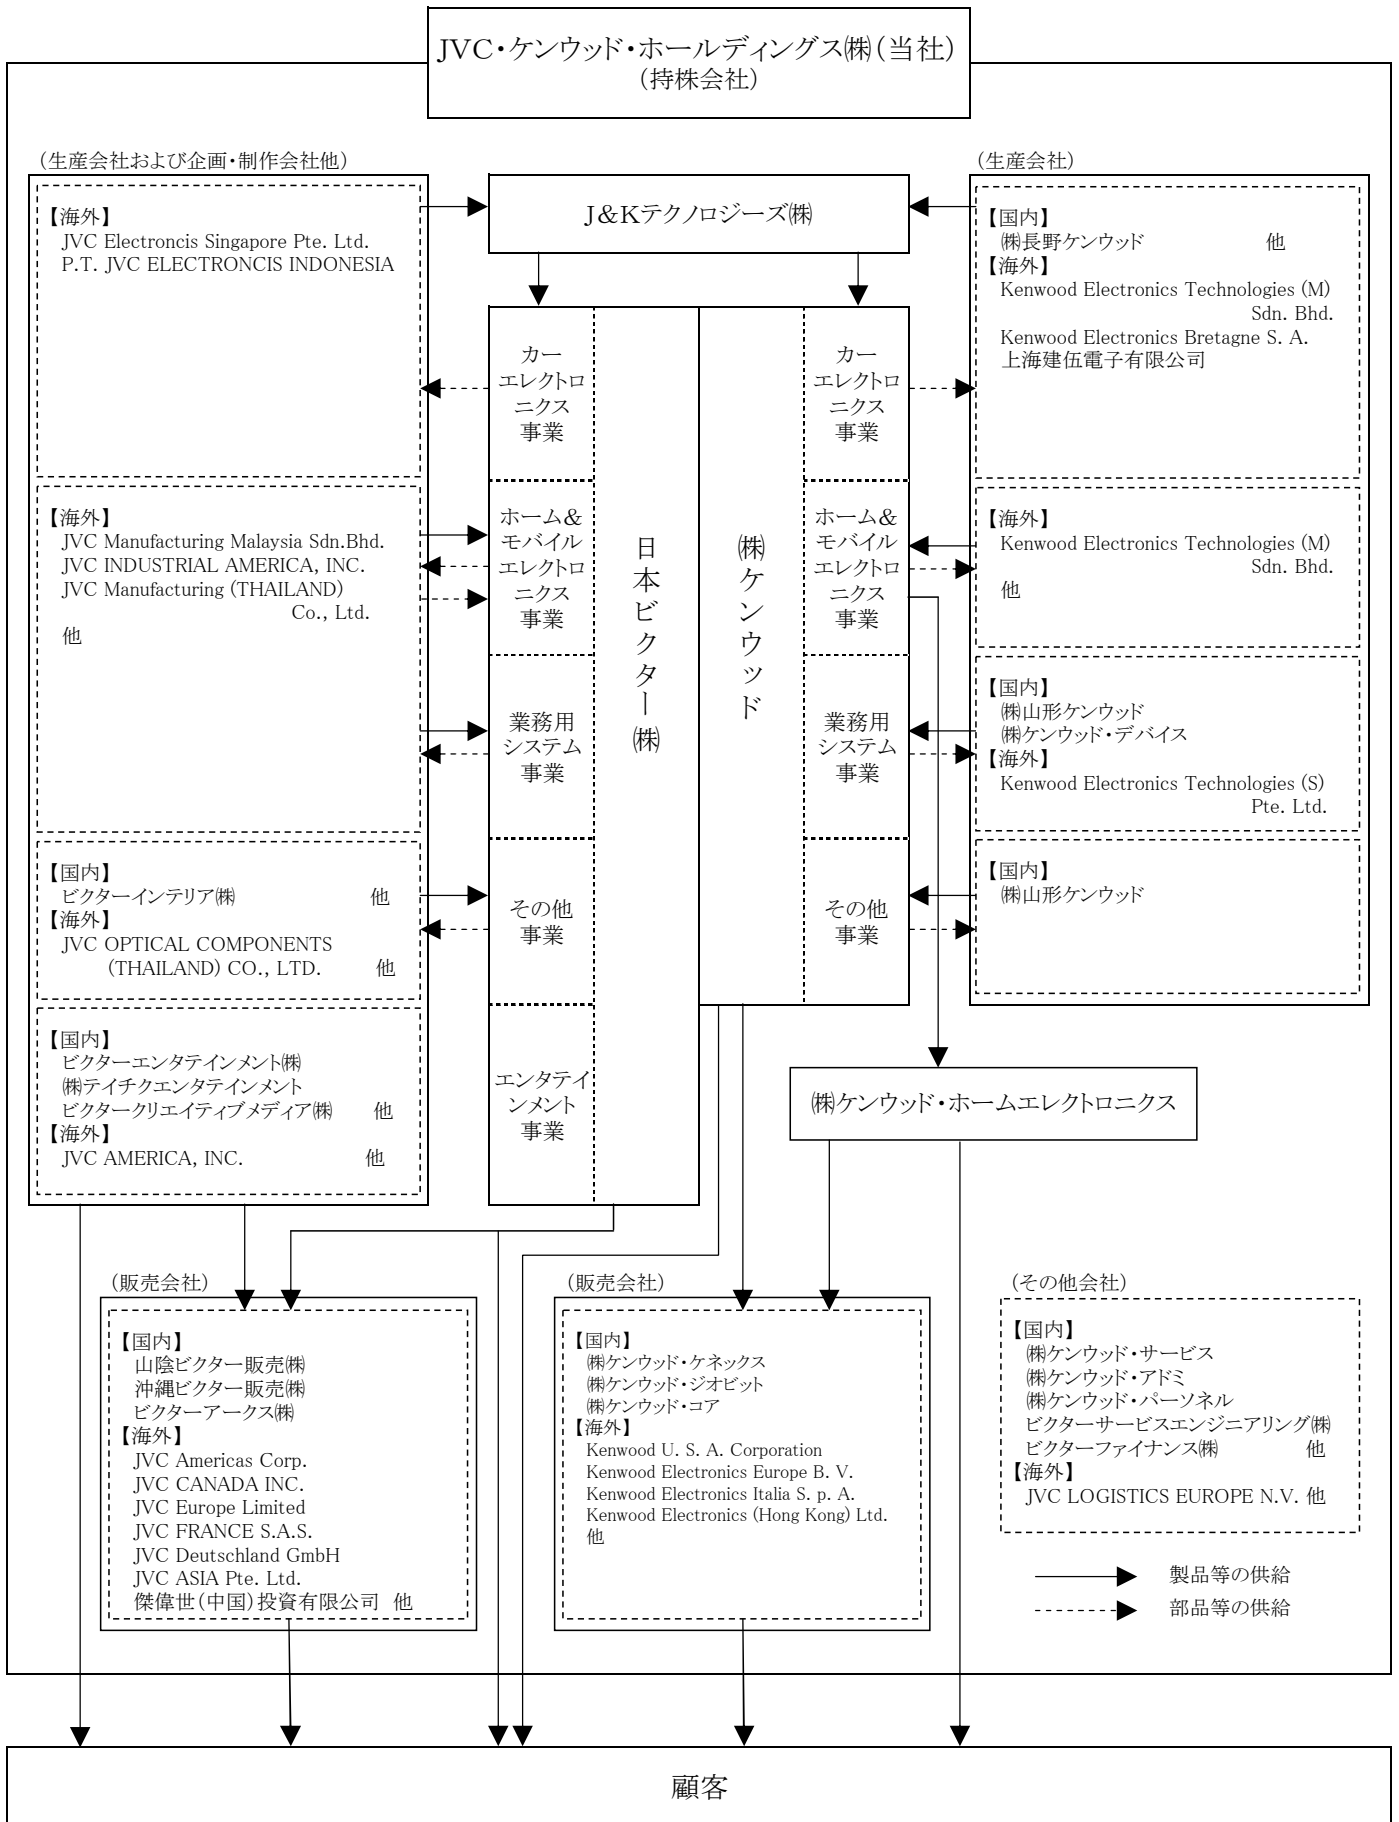 JVC・ケンウッド・ホールディングス㈱（当社）
（持株会社）
（生産会社および企画・制作会社他）
【海外】
JVC Electroncis Singapore Pte. Ltd.
P.T. JVC ELECTRONCIS INDONESIA
【海外】
JVC Manufacturing Malaysia Sdn.Bhd.
JVC INDUSTRIAL AMERICA, INC.
JVC Manufacturing (THAILAND)
Co., Ltd.
他
【国内】
ビクターインテリア㈱ 他
【海外】
JVC OPTICAL COMPONENTS
(THAILAND) CO., LTD. 他
【国内】
ビクターエンタテインメント㈱
㈱テイチクエンタテインメント
ビクタークリエイティブメディア㈱ 他
【海外】
JVC AMERICA, INC. 他
J&Kテクノロジーズ㈱
カー
エレクトロ
ニクス
事業
ホーム&
モバイル
エレクトロ
ニクス
事業
業務用
システム
事業
その他
事業
エンタテイ
ンメント
事業
日本ビクター㈱
㈱ケンウッド
カー
エレクトロ
ニクス
事業
ホーム&
モバイル
エレクトロ
ニクス
事業
業務用
システム
事業
その他
事業
（生産会社）
【国内】
㈱長野ケンウッド 他
【海外】
Kenwood Electronics Technologies (M)
Sdn. Bhd.
Kenwood Electronics Bretagne S. A.
上海建伍電子有限公司
【海外】
Kenwood Electronics Technologies (M)
Sdn. Bhd.
他
【国内】
㈱山形ケンウッド
㈱ケンウッド・デバイス
【海外】
Kenwood Electronics Technologies (S)
Pte. Ltd.
【国内】
㈱山形ケンウッド
㈱ケンウッド・ホームエレクトロニクス
（販売会社）
【国内】
山陰ビクター販売㈱
沖縄ビクター販売㈱
ビクターアークス㈱
【海外】
JVC Americas Corp.
JVC CANADA INC.
JVC Europe Limited
JVC FRANCE S.A.S.
JVC Deutschland GmbH
JVC ASIA Pte. Ltd.
傑偉世（中国）投資有限公司 他
（販売会社）
【国内】
㈱ケンウッド・ケネックス
㈱ケンウッド・ジオビット
㈱ケンウッド・コア
【海外】
Kenwood U. S. A. Corporation
Kenwood Electronics Europe B. V.
Kenwood Electronics Italia S. p. A.
Kenwood Electronics (Hong Kong) Ltd.
他
（その他会社）
【国内】
㈱ケンウッド・サービス
㈱ケンウッド・アドミ
㈱ケンウッド・パーソネル
ビクターサービスエンジニアリング㈱
ビクターファイナンス㈱ 他
【海外】
JVC LOGISTICS EUROPE N.V. 他
製品等の供給
部品等の供給
顧客